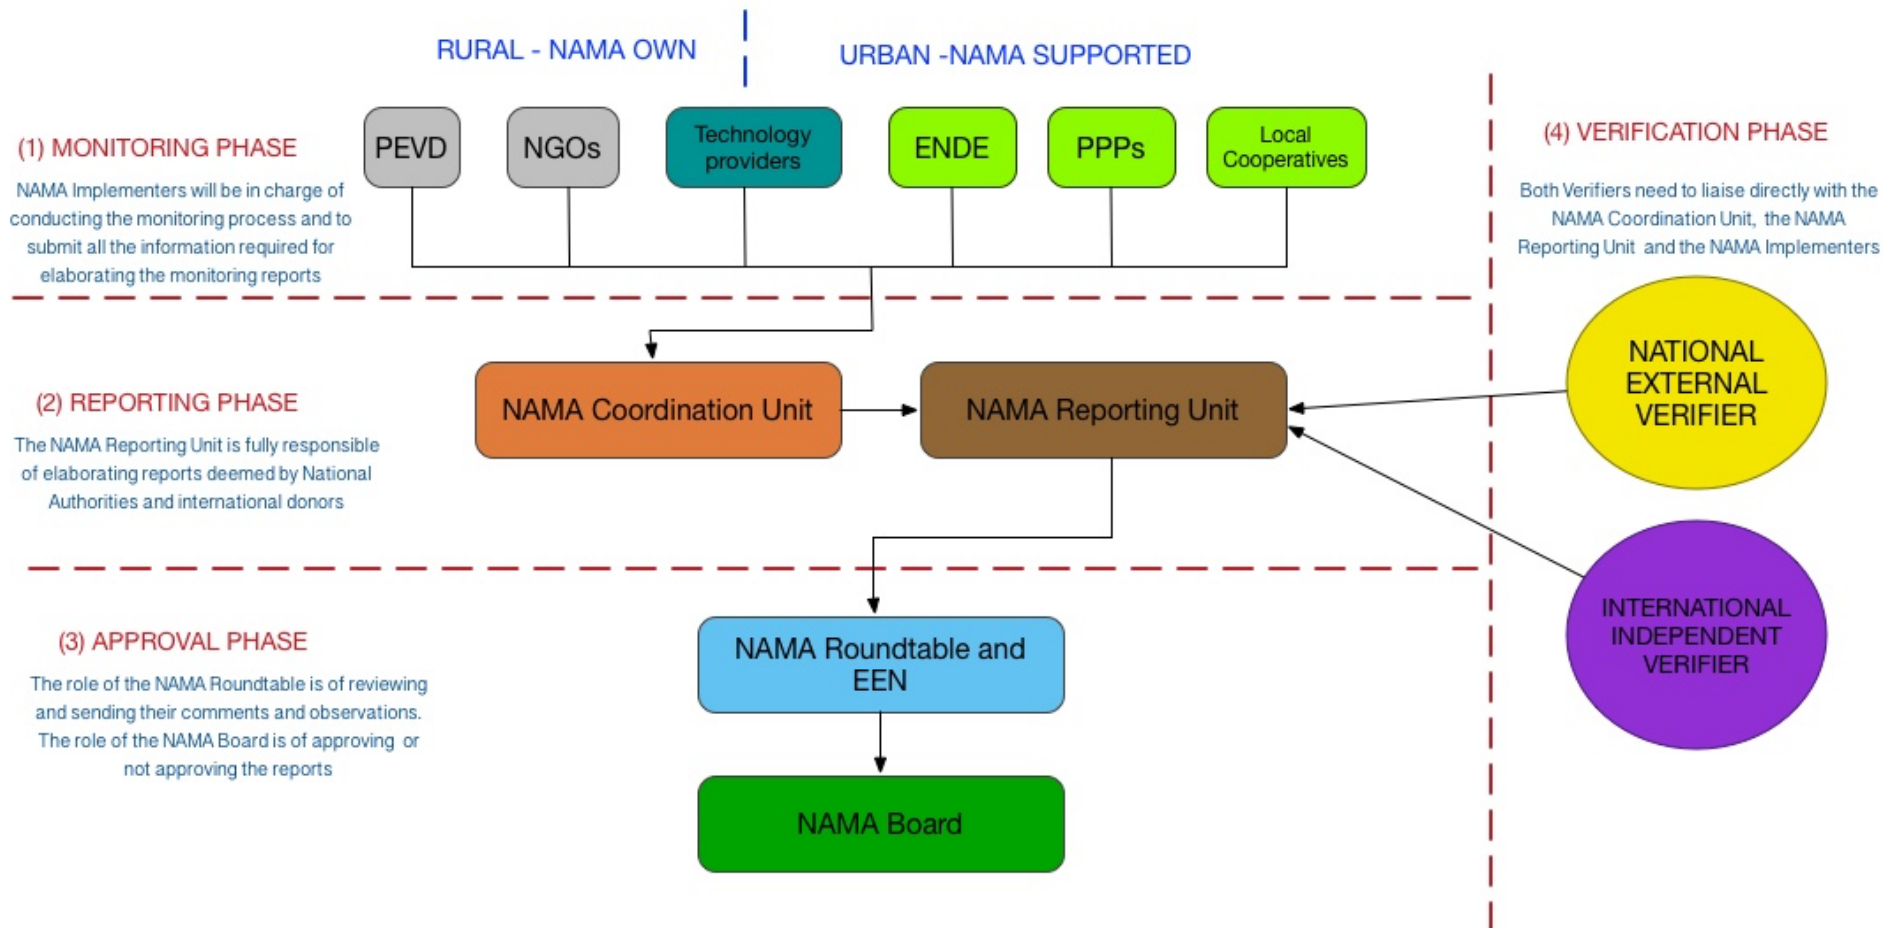 RURAL - NAMA OWN
URBAN -NAMA SUPPORTED
(1) MONITORING PHASE
NAMA Implementers will be in charge of
conducting the monitoring process and to
submit all the information required for
elaborating the monitoring reports
PEVD
NGOs
Technology
providers
ENDE
PPPs
Local
Cooperatives
(4) VERIFICATION PHASE
Both Verifiers need to liaise directly with the
NAMA Coordination Unit, the NAMA
Reporting Unit and the NAMA Implementers
(2) REPORTING PHASE
The NAMA Reporting Unit is fully responsible
of elaborating reports deemed by National
Authorities and international donors
NAMA Coordination Unit
NAMA Reporting Unit
NATIONAL
EXTERNAL
VERIFIER
INTERNATIONAL
INDEPENDENT
VERIFIER
(3) APPROVAL PHASE
The role of the NAMA Roundtable is of reviewing
and sending their comments and observations.
The role of the NAMA Board is of approving or
not approving the reports
NAMA Roundtable and
EEN
NAMA Board